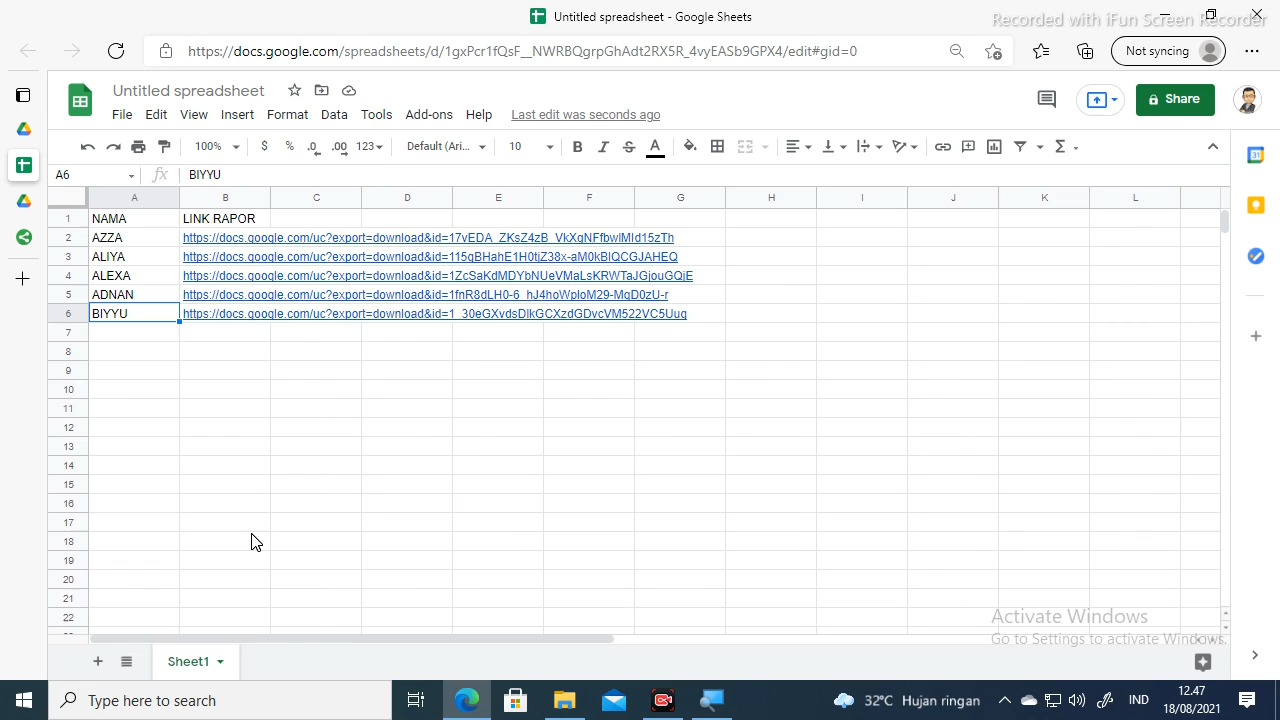 Untitled spreadsheet - Google Sheets
Recorded with iFun Screen Recorder
https://docs.google.com/spreadsheets/d/1gxPcr1fQsF__NWRBQgrpGhAdt2RX5R_4vyEASb9GPX4/edit#gid=0
Not syncing
Untitled spreadsheet
File Edit View Insert Format Data Tools Add-ons Help Last edit was seconds ago
Share
100% $ % .0 .00 123 Default (Ari... 10 B I S A
31
A6 fx BIYYU
A B C D E F G H I J K L
1 NAMA LINK RAPOR
2 AZZA https://docs.google.com/uc?export=download&id=17vEDA_ZKsZ4zB_VkXgNFfbwlMId15zTh
3 ALIYA https://docs.google.com/uc?export=download&id=115gBHahE1H0tjZ38x-aM0kBIQCGJAHEQ
4 ALEXA https://docs.google.com/uc?export=download&id=1ZcSaKdMDYbNUeVMaLsKRWTaJGjouGQjE
5 ADNAN https://docs.google.com/uc?export=download&id=1fnR8dLH0-6_hJ4hoWploM29-MqD0zU-r
6 BIYYU https://docs.google.com/uc?export=download&id=1_30eGXvdsDlkGCXzdGDvcVM522VC5Uuq
7
8
9
10
11
12
13
14
15
16
17
18
19
20
21
22
Activate Windows
Go to Settings to activate Windows.
Sheet1
Type here to search
32°C Hujan ringan
IND
12.47
18/08/2021